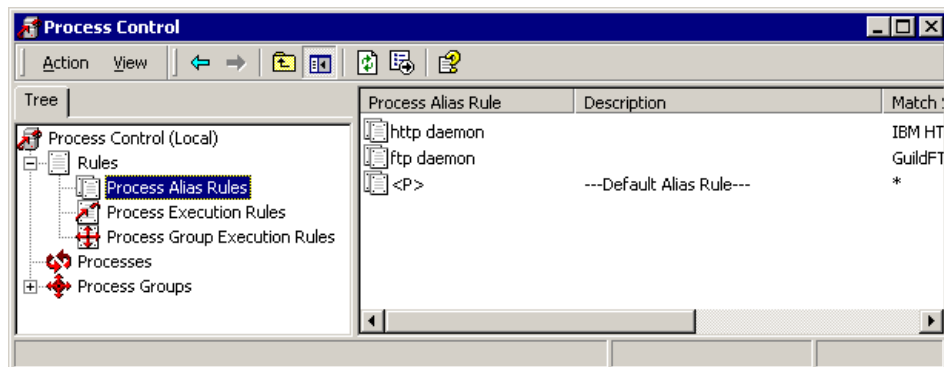 Process Control
Action View
Tree
Process Control (Local)
Rules
Process Alias Rules
Process Execution Rules
Process Group Execution Rules
Processes
Process Groups
Process Alias Rule Description Match
http daemon IBM HT
ftp daemon GuildFT
<P> ---Default Alias Rule--- *